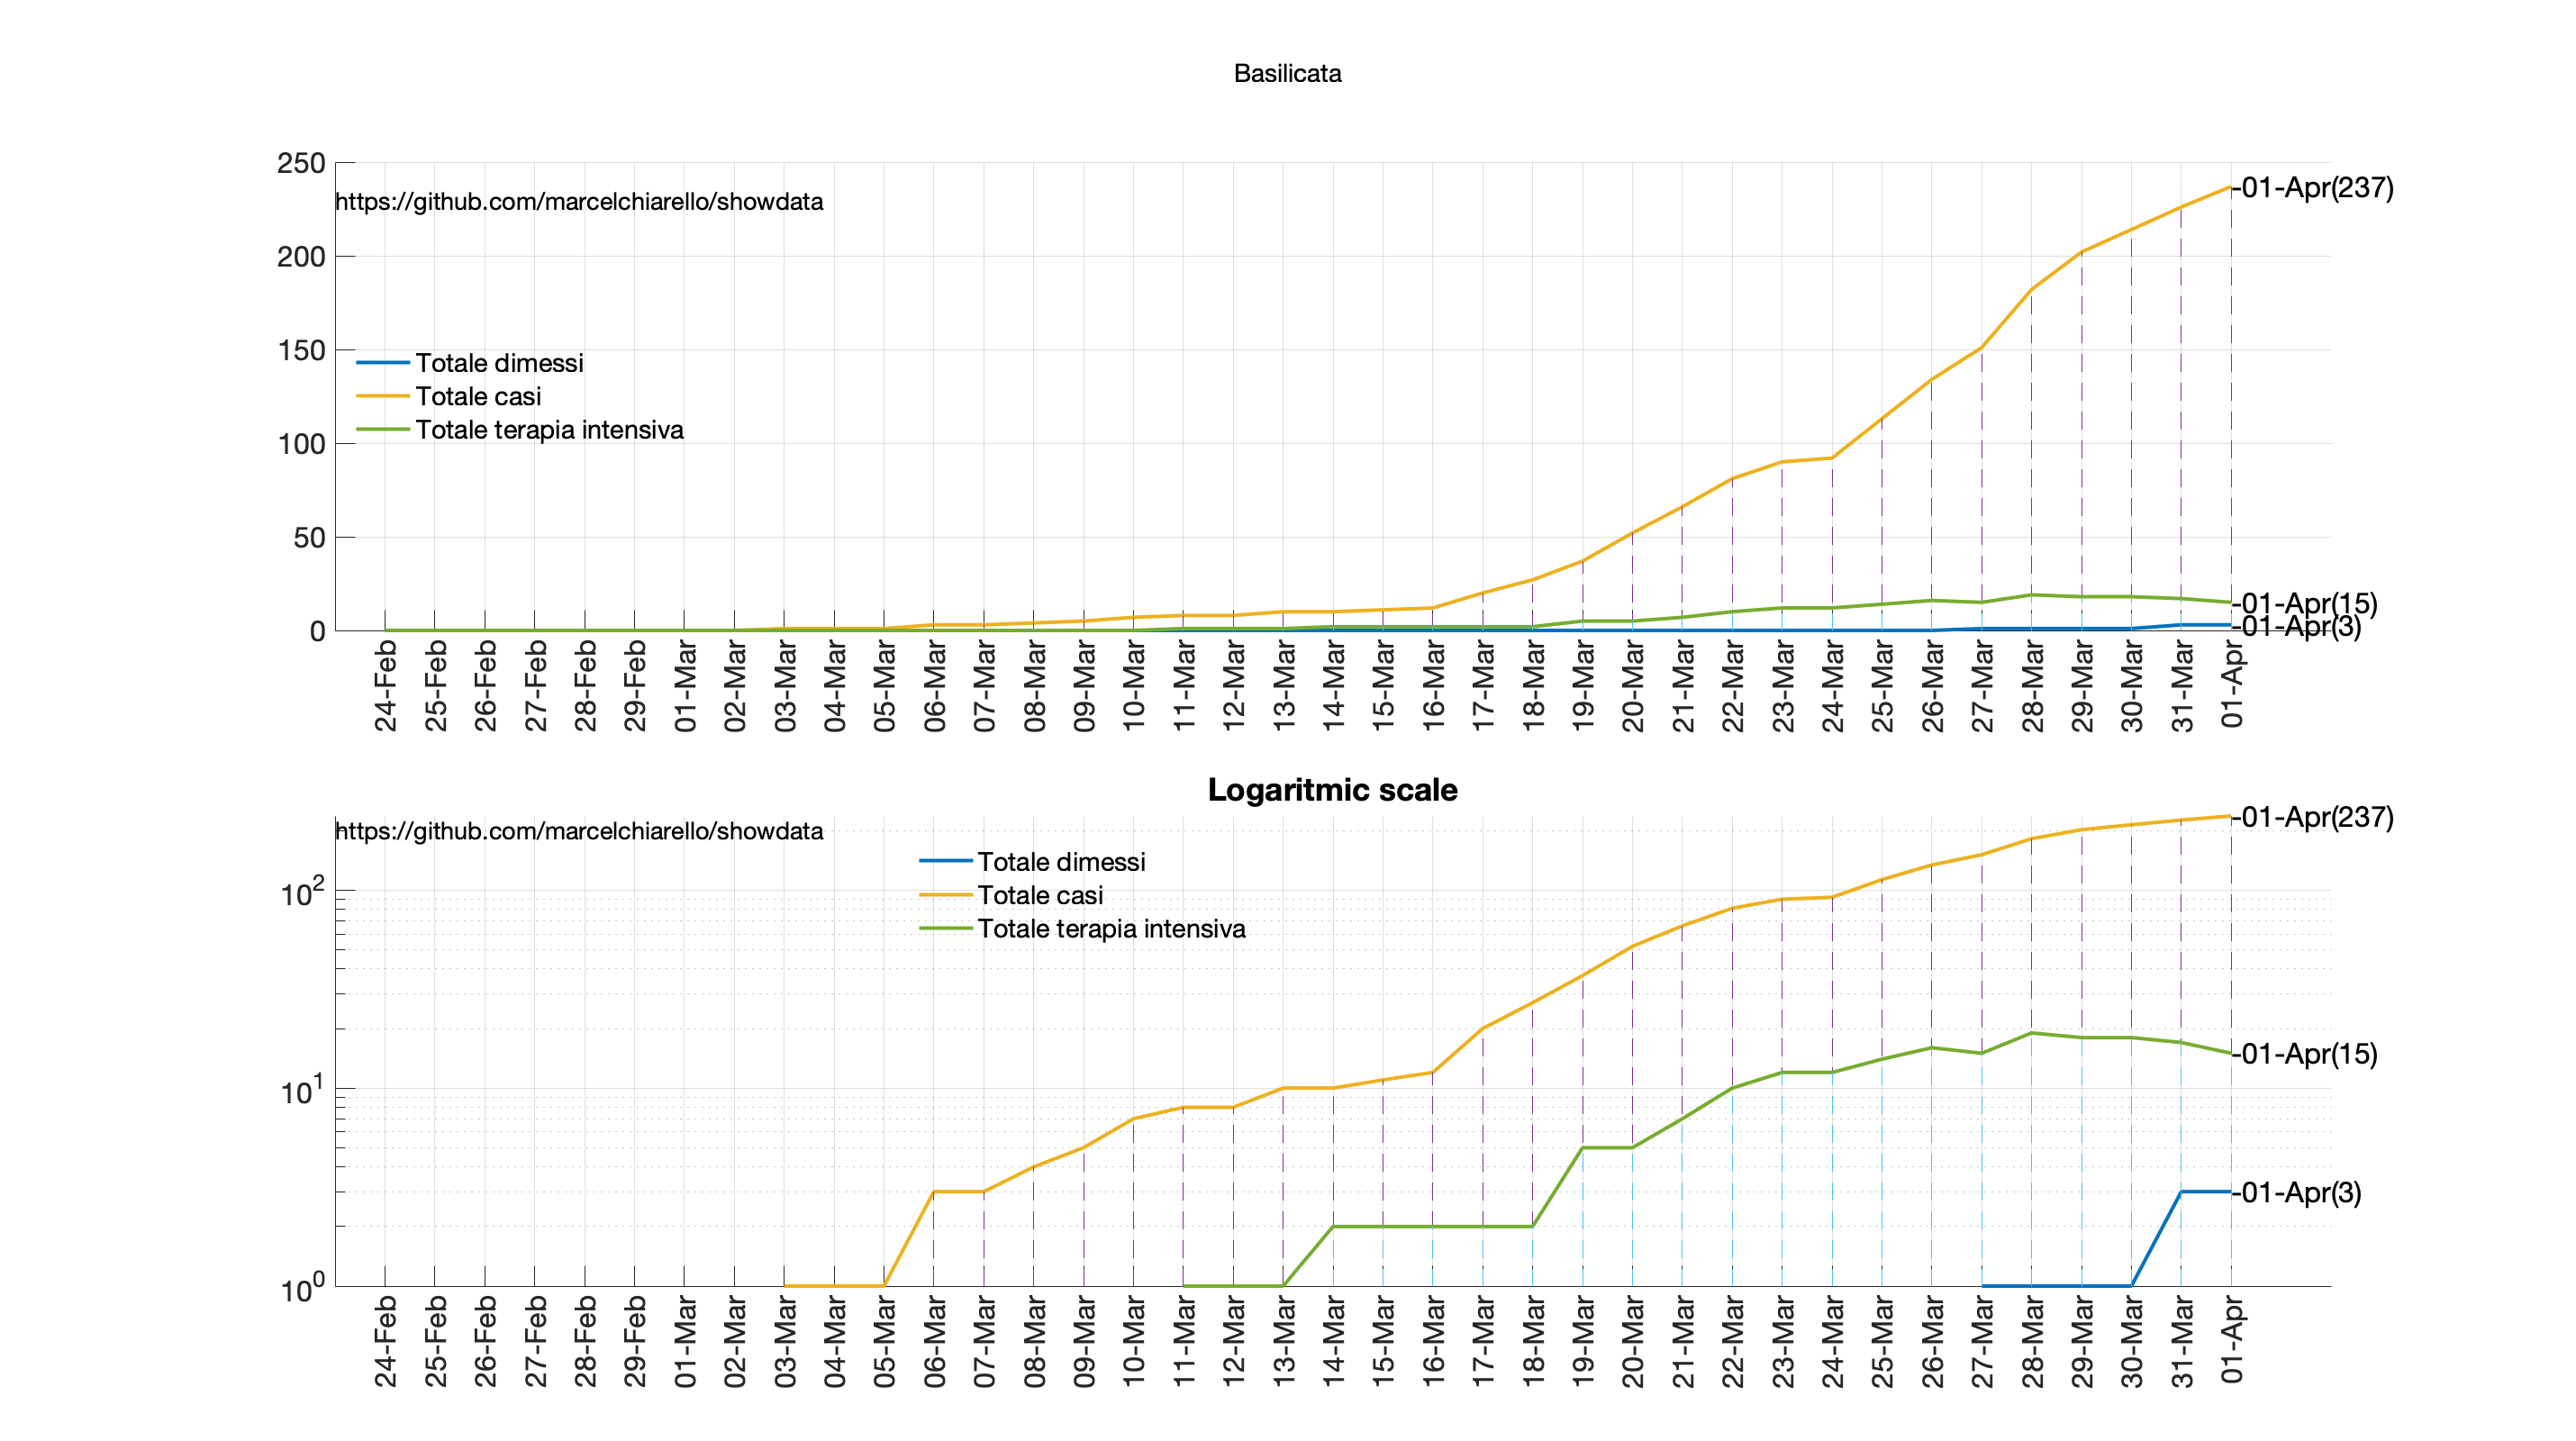 Basilicata
250
https://github.com/marcelchiarello/showdata
200
150
100
50
0
Totale dimessi
Totale casi
Totale terapia intensiva
-01-Apr(237)
-01-Apr(15)
-01-Apr(3)
24-Feb 25-Feb 26-Feb 27-Feb 28-Feb 29-Feb 01-Mar 02-Mar 03-Mar 04-Mar 05-Mar 06-Mar 07-Mar 08-Mar 09-Mar 10-Mar 11-Mar 12-Mar 13-Mar 14-Mar 15-Mar 16-Mar 17-Mar 18-Mar 19-Mar 20-Mar 21-Mar 22-Mar 23-Mar 24-Mar 25-Mar 26-Mar 27-Mar 28-Mar 29-Mar 30-Mar 31-Mar 01-Apr
Logaritmic scale
https://github.com/marcelchiarello/showdata
10²
10¹
10⁰
Totale dimessi
Totale casi
Totale terapia intensiva
-01-Apr(237)
-01-Apr(15)
-01-Apr(3)
24-Feb 25-Feb 26-Feb 27-Feb 28-Feb 29-Feb 01-Mar 02-Mar 03-Mar 04-Mar 05-Mar 06-Mar 07-Mar 08-Mar 09-Mar 10-Mar 11-Mar 12-Mar 13-Mar 14-Mar 15-Mar 16-Mar 17-Mar 18-Mar 19-Mar 20-Mar 21-Mar 22-Mar 23-Mar 24-Mar 25-Mar 26-Mar 27-Mar 28-Mar 29-Mar 30-Mar 31-Mar 01-Apr